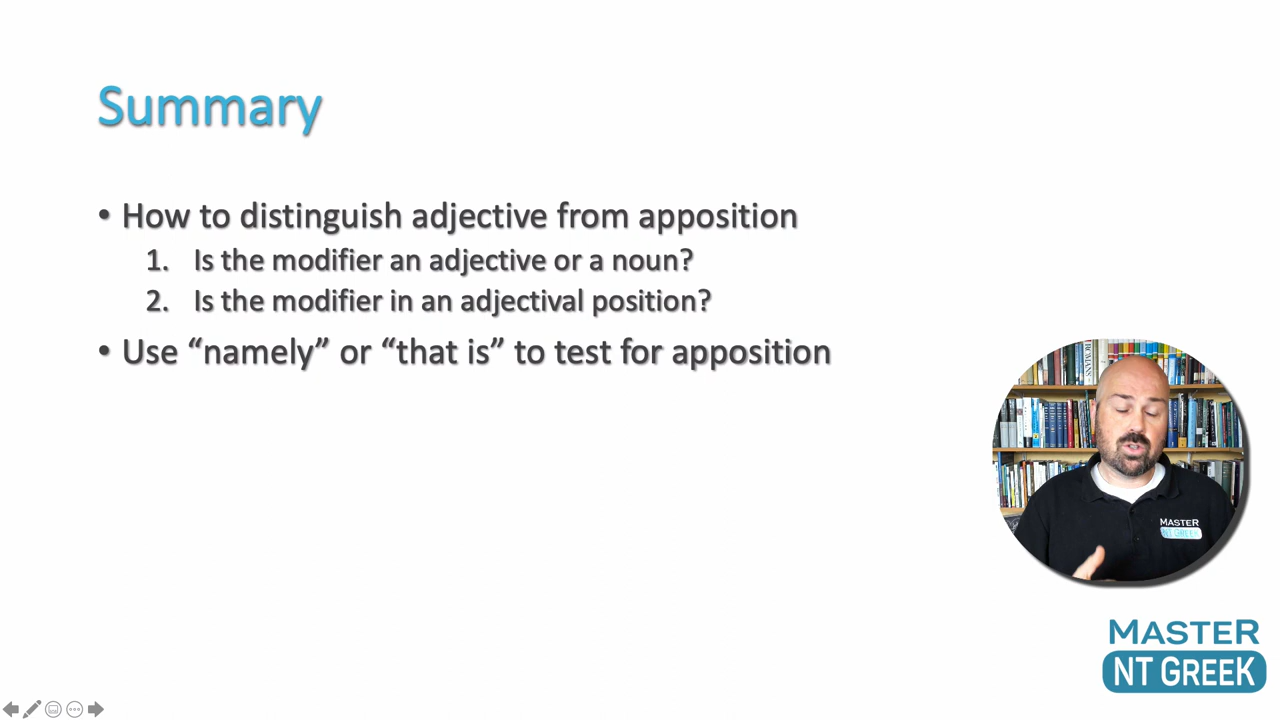 Summary
• How to distinguish adjective from apposition
1. Is the modifier an adjective or a noun?
2. Is the modifier in an adjectival position?
• Use “namely” or “that is” to test for apposition
ROMANS
MASTER
NT GREEK
MASTER
NT GREEK